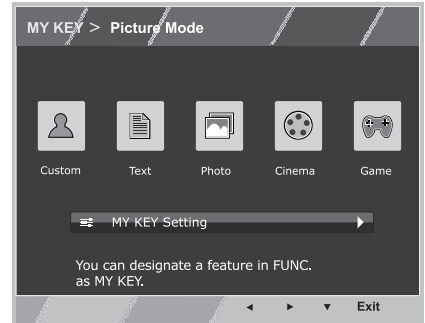 MY KEY > Picture Mode
Custom Text Photo Cinema Game
MY KEY Setting
You can designate a feature in FUNC.
as MY KEY.
Exit